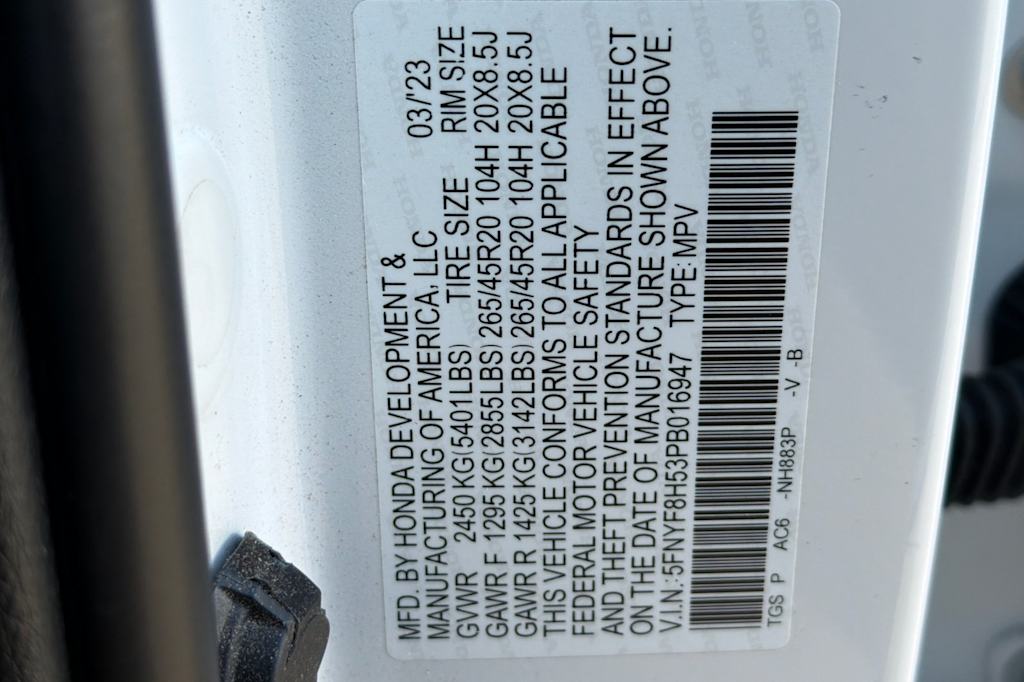 MFD. BY HONDA DEVELOPMENT &
MANUFACTURING OF AMERICA, LLC 03/'23
GVWR 2450 KG(5401LBS) TIRE SIZE RIM SIZE
GAWR F 1295 KG(2855LBS) 265/45R20 104H 20X8.5J
GAWR R 1425 KG(3142LBS) 265/45R20 104H 20X8.5J
THIS VEHICLE CONFORMS TO ALL APPLICABLE
FEDERAL MOTOR VEHICLE SAFETY
AND THEFT PREVENTION STANDARDS IN EFFECT
ON THE DATE OF MANUFACTURE SHOWN ABOVE.
V.I.N.: 5FNYF8H53PB016947 TYPE: MPV
TGS P AC6 -NH883P -V -B